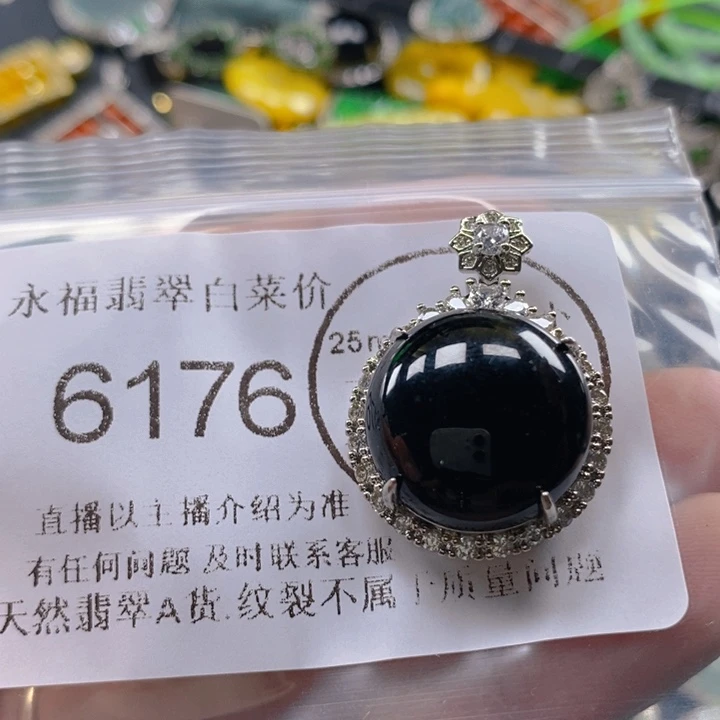 永福翡翠白菜价
25m
6176
直播以主播介绍为准
有任何问题 及时联系客服
天然翡翠A货.纹裂不属于质量问题